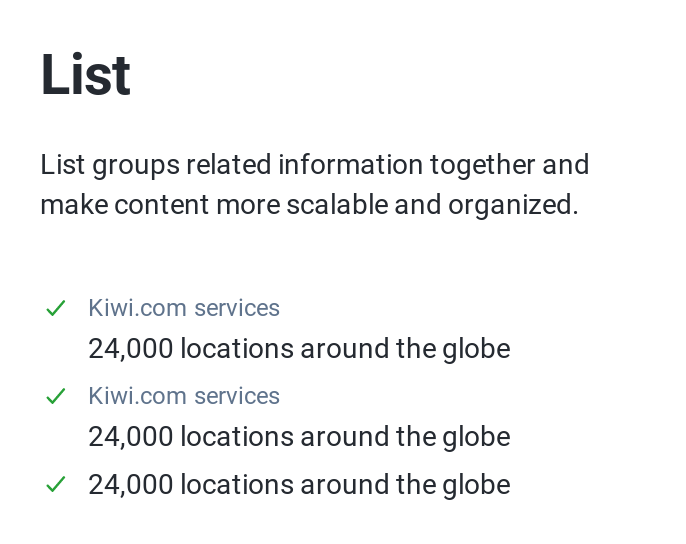 List
List groups related information together and
make content more scalable and organized.
Kiwi.com services
24,000 locations around the globe
Kiwi.com services
24,000 locations around the globe
24,000 locations around the globe